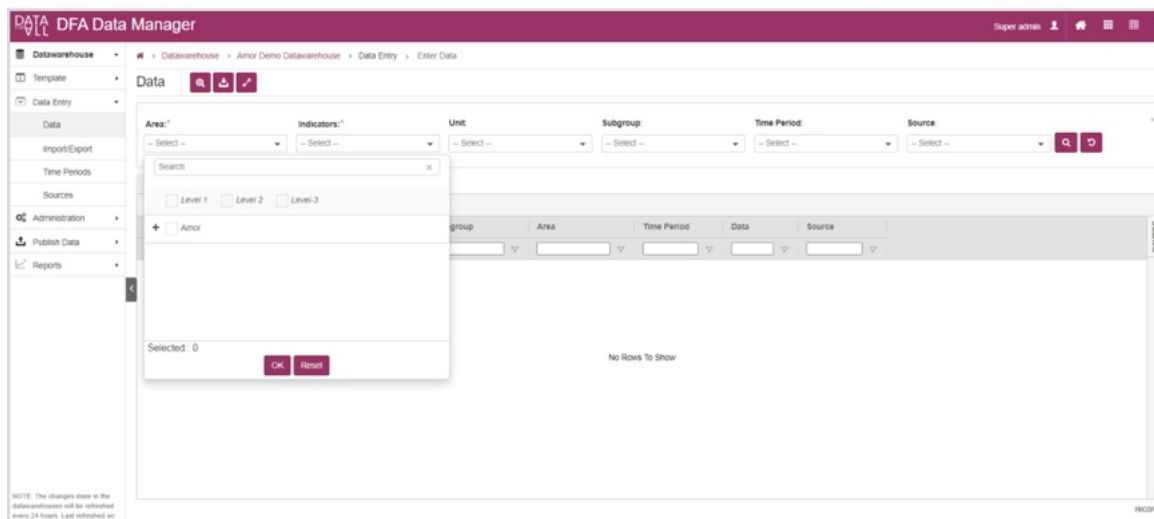 DATA FOR ALL DFA Data Manager Super admin
Datawarehouse
Template
Data Entry
Data
Import/Export
Time Periods
Sources
Administration
Publish Data
Reports
NOTE: The changes done in the
datawarehouses will be refreshed
every 24 hours. Last refreshed on:
Datawarehouse > Amor Demo Datawarehouse > Data Entry > Enter Data
Data
Area:* Indicators:* Unit: Subgroup: Time Period: Source:
-- Select -- -- Select -- -- Select -- -- Select -- -- Select -- -- Select --
Search
Level 1 Level 2 Level-3
+ Amor
Selected : 0
OK Reset
group Area Time Period Data Source
No Rows To Show
recor